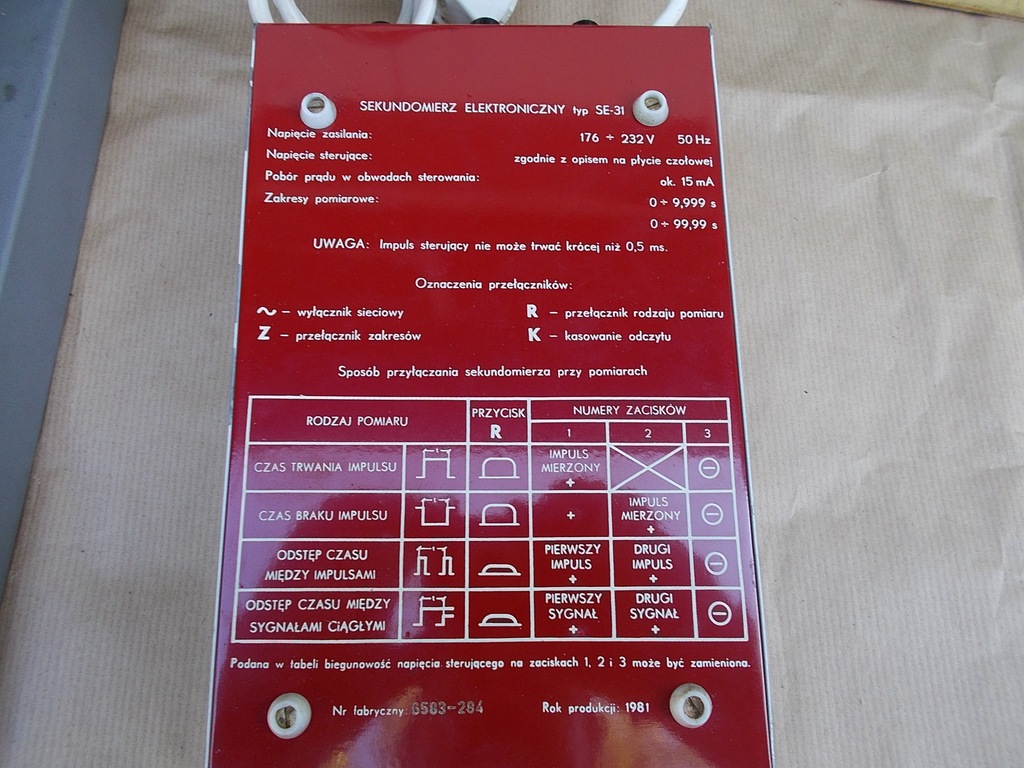 SEKUNDOMIERZ ELEKTRONICZNY typ SE-31
Napięcie zasilania: 176 ÷ 232 V 50 Hz
Napięcie sterujące: zgodnie z opisem na płycie czołowej
Pobór prądu w obwodach sterowania: ok. 15 mA
Zakresy pomiarowe: 0 ÷ 9,999 s
0 ÷ 99,99 s
UWAGA: Impuls sterujący nie może trwać krócej niż 0,5 ms.
Oznaczenia przełączników:
~ – wyłącznik sieciowy R – przełącznik rodzaju pomiaru
Z – przełącznik zakresów K – kasowanie odczytu
Sposób przyłączania sekundomierza przy pomiarach
RODZAJ POMIARU PRZYCISK R NUMERY ZACISKÓW
1 2 3
CZAS TRWANIA IMPULSU t IMPULS MIERZONY + −
CZAS BRAKU IMPULSU t + IMPULS MIERZONY + −
ODSTĘP CZASU MIĘDZY IMPULSAMI t PIERWSZY IMPULS + DRUGI IMPULS + −
ODSTĘP CZASU MIĘDZY SYGNAŁAMI CiĄGŁYMI t PIERWSZY SYGNAŁ + DRUGI SYGNAŁ + −
Podana w tabeli biegunowość napięcia sterującego na zaciskach 1, 2 i 3 może być zamieniona.
Nr fabryczny: 6583-284 Rok produkcji: 1981